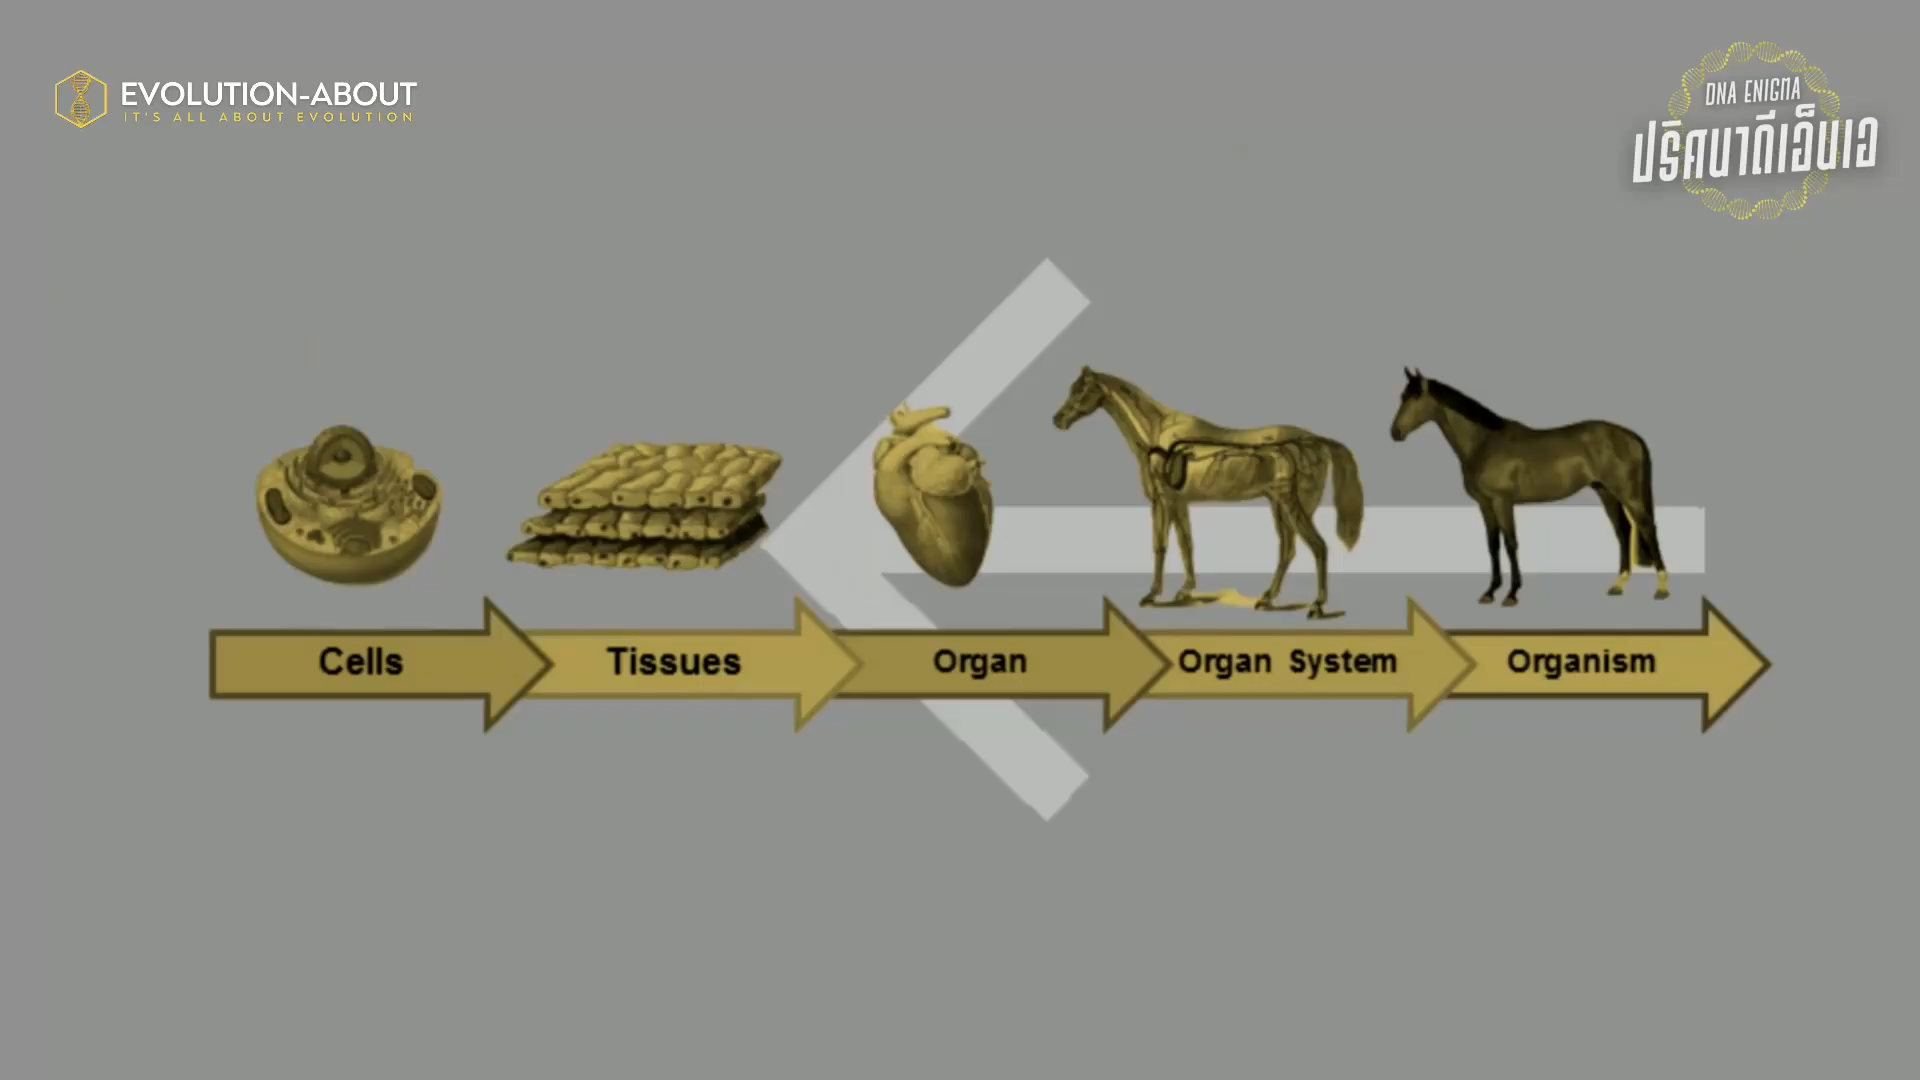 EVOLUTION-ABOUT
IT'S ALL ABOUT EVOLUTION
DNA ENIGMA
ปริศนาดีเอ็นเอ
Cells
Tissues
Organ
Organ System
Organism